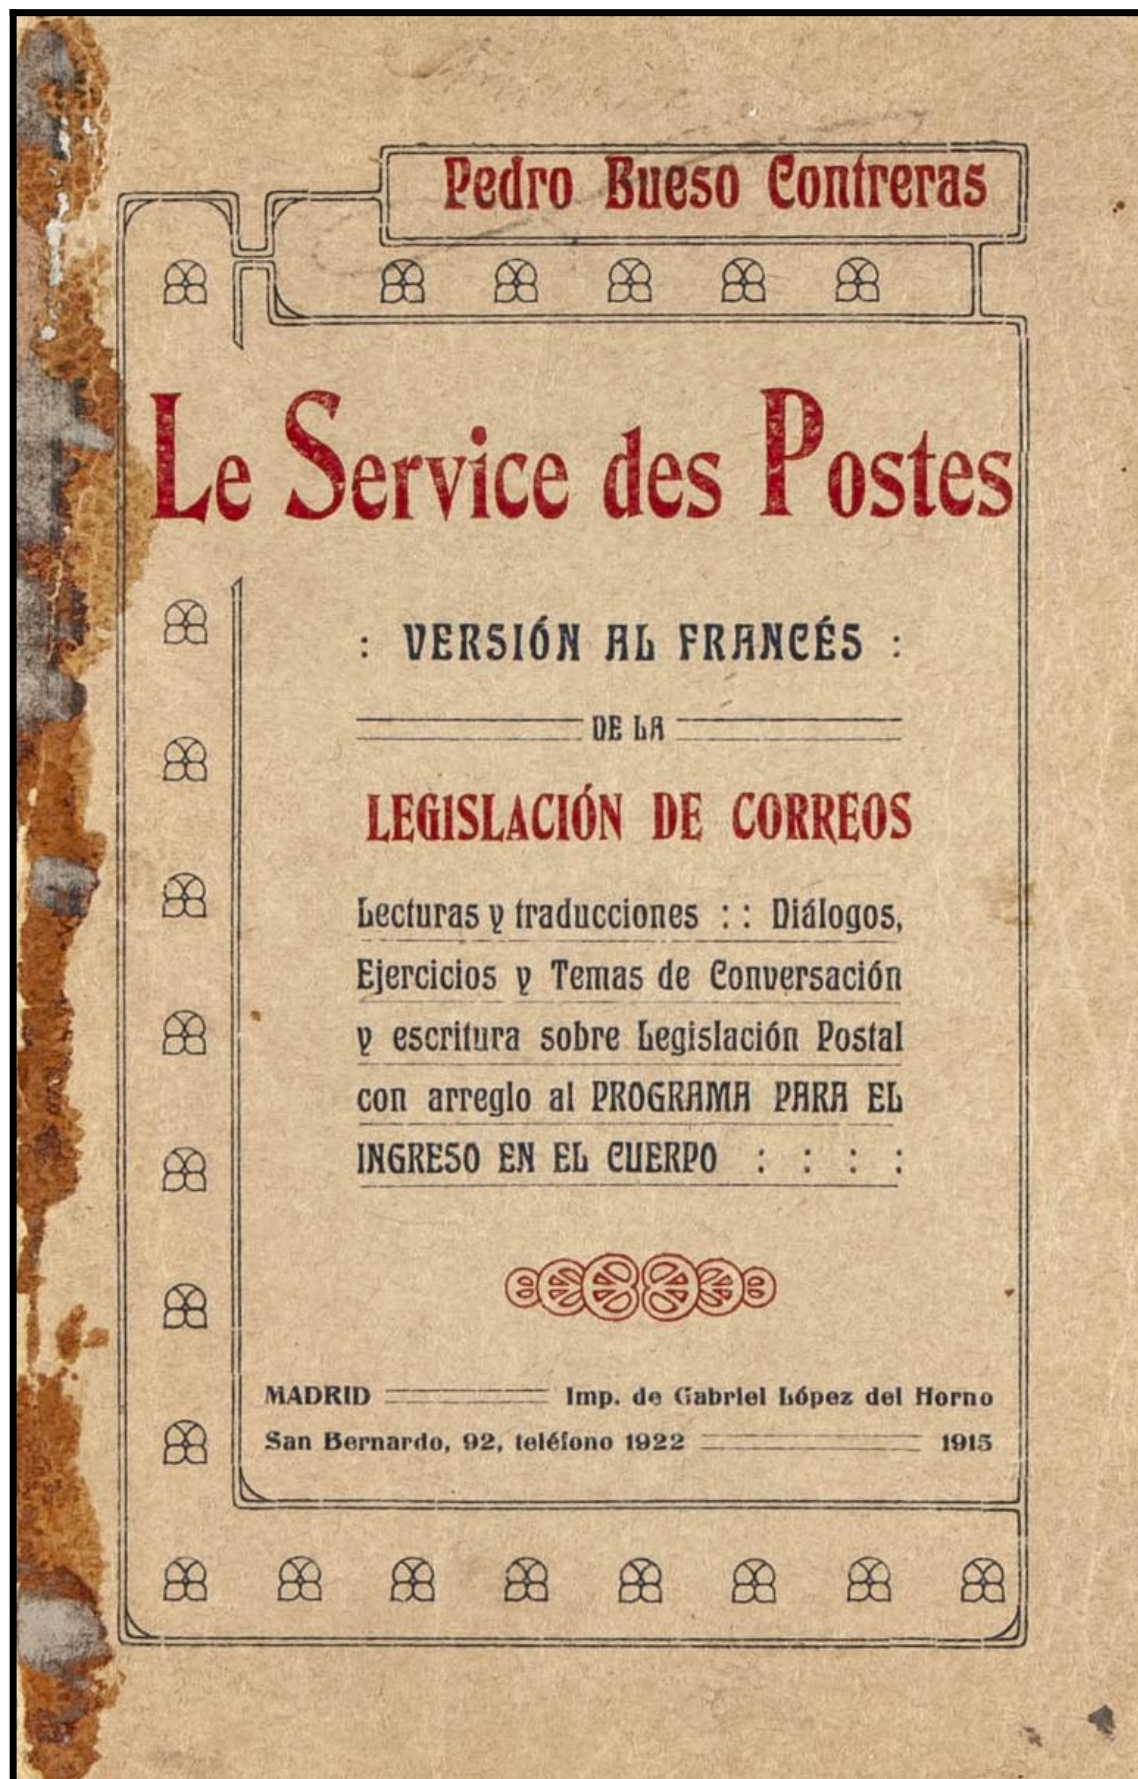 Pedro Bueso Contreras
Le Service des Postes
: VERSIÓN AL FRANCÉS :
DE LA
LEGISLACIÓN DE CORREOS
Lecturas y traducciones : : Diálogos,
Ejercicios y Temas de Conversación
y escritura sobre Legislación Postal
con arreglo al PROGRAMA PARA EL
INGRESO EN EL CUERPO : : : :
MADRID Imp. de Gabriel López del Horno
San Bernardo, 92, teléfono 1922 1915